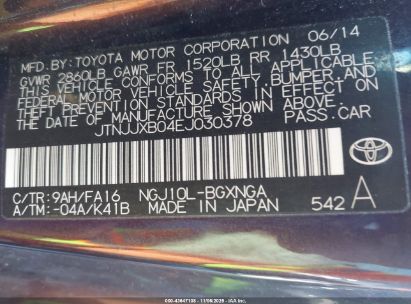 MFD.BY: TOYOTA MOTOR CORPORATION 06/14
GVWR 2860LB GAWR FR 1520LB RR 1430LB
THIS VEHICLE CONFORMS TO ALL APPLICABLE
FEDERAL MOTOR VEHICLE SAFETY, BUMPER, AND
THEFT PREVENTION STANDARDS IN EFFECT ON
THE DATE OF MANUFACTURE SHOWN ABOVE.
JTNJJXB04EJ030378 PASS.CAR
TOYOTA
C/TR: 9AH/FA16 NGJ10L-BGXNGA
A/TM: -04A/K41B MADE IN JAPAN 542 A